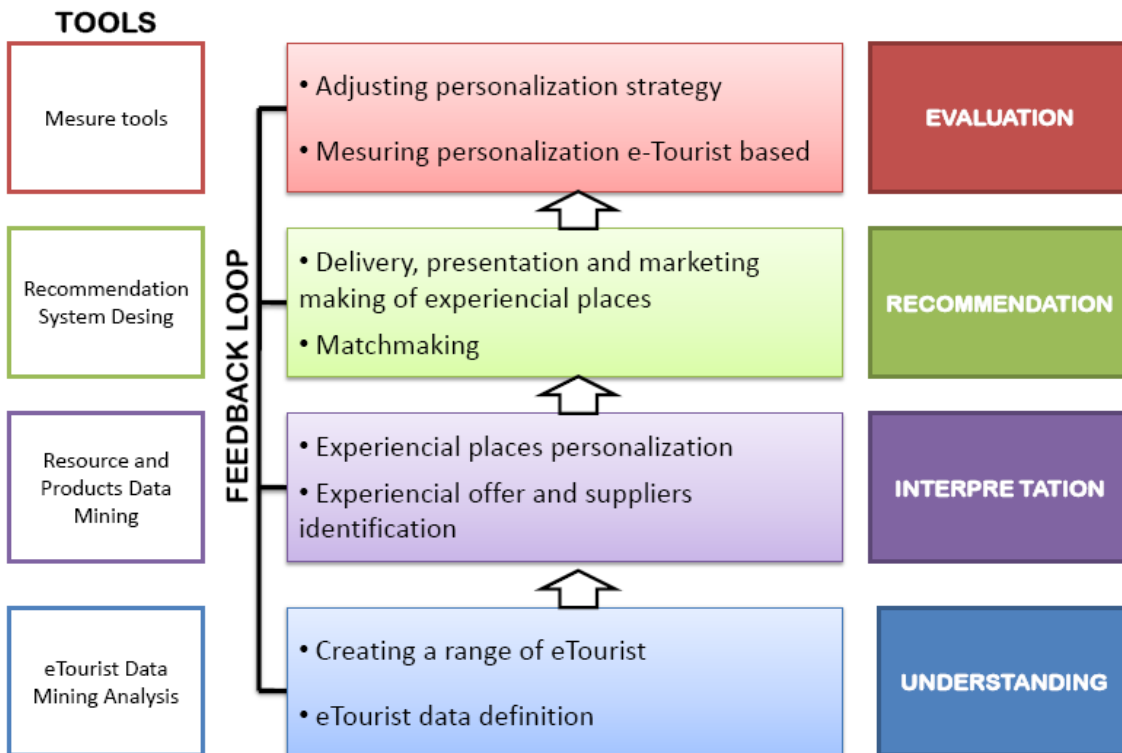 TOOLS
Mesure tools
• Adjusting personalization strategy
• Mesuring personalization e-Tourist based
EVALUATION
FEEDBACK LOOP
Recommendation
System Desing
• Delivery, presentation and marketing
making of experiencial places
• Matchmaking
RECOMMENDATION
Resource and
Products Data
Mining
• Experiencial places personalization
• Experiencial offer and suppliers
identification
INTERPRE TATION
eTourist Data
Mining Analysis
• Creating a range of eTourist
• eTourist data definition
UNDERSTANDING